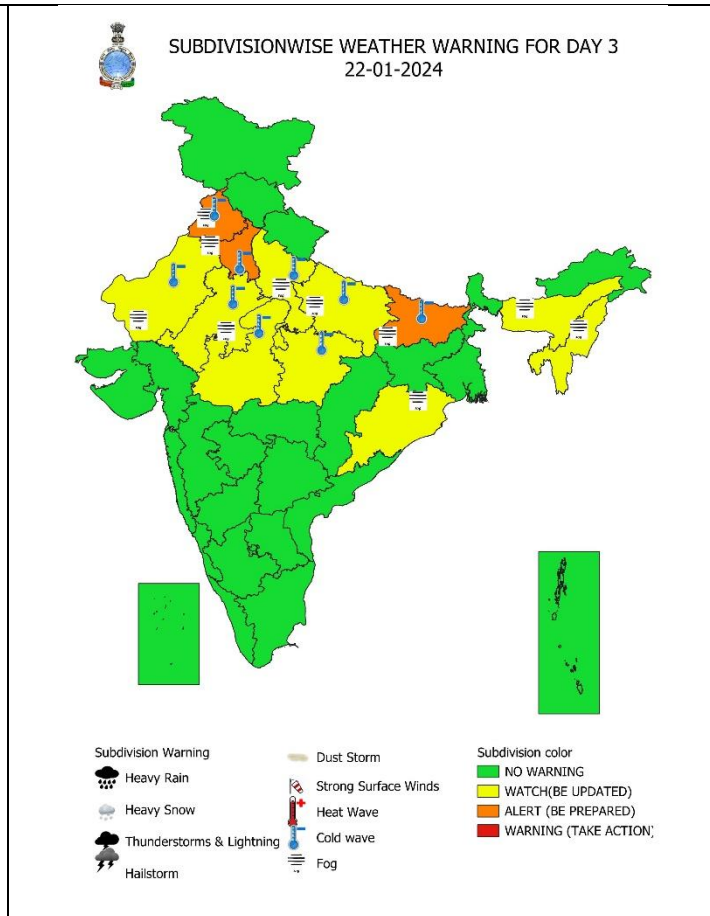 SUBDIVISIONWISE WEATHER WARNING FOR DAY 3
22-01-2024
Subdivision Warning
Heavy Rain
Heavy Snow
Thunderstorms & Lightning
Hailstorm
Dust Storm
Strong Surface Winds
Heat Wave
Cold wave
Fog
Subdivision color
NO WARNING
WATCH(BE UPDATED)
ALERT (BE PREPARED)
WARNING (TAKE ACTION)